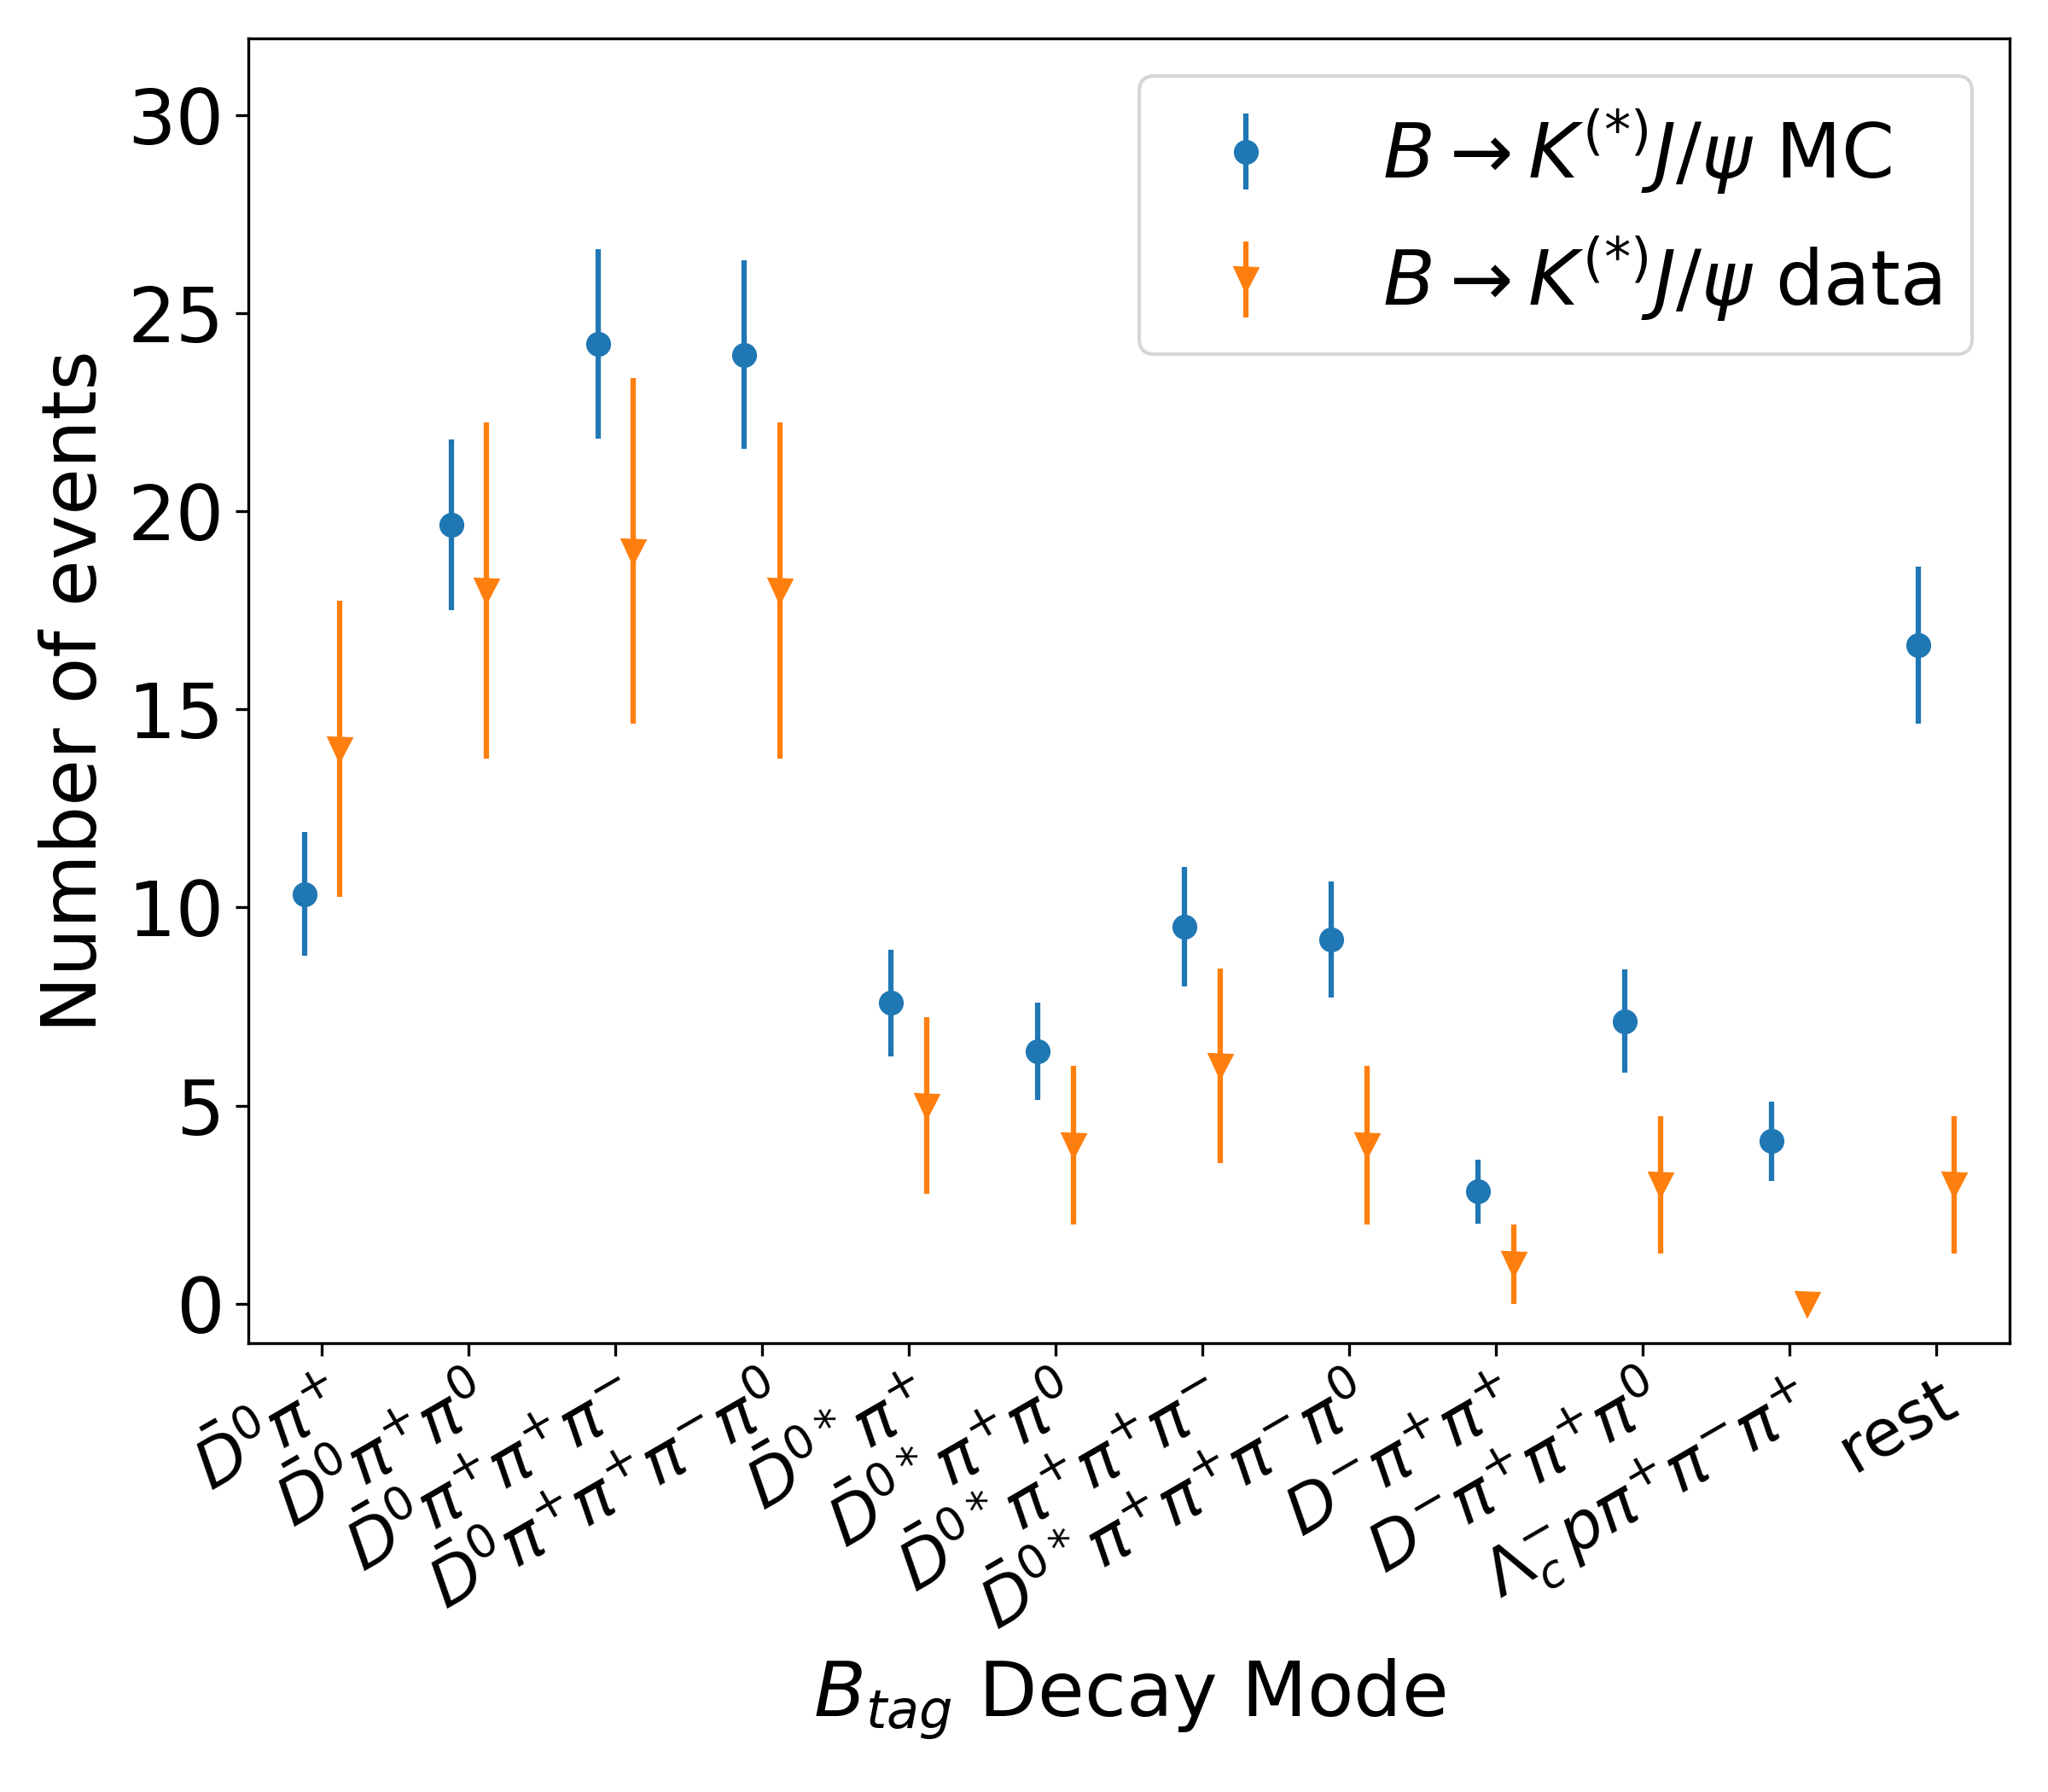 Number of events
30
25
20
15
10
5
0
B → K^(*) J/ψ MC
B → K^(*) J/ψ data
D̄⁰π⁺
D̄⁰π⁺π⁰
D̄⁰π⁺π⁺π⁻
D̄⁰π⁺π⁺π⁻π⁰
D̄⁰*π⁺
D̄⁰*π⁺π⁰
D̄⁰*π⁺π⁺π⁻
D̄⁰*π⁺π⁺π⁻π⁰
D⁻π⁺π⁺
D⁻π⁺π⁺π⁰
Λ_c⁻pπ⁺π⁻π⁺
rest
B_tag Decay Mode